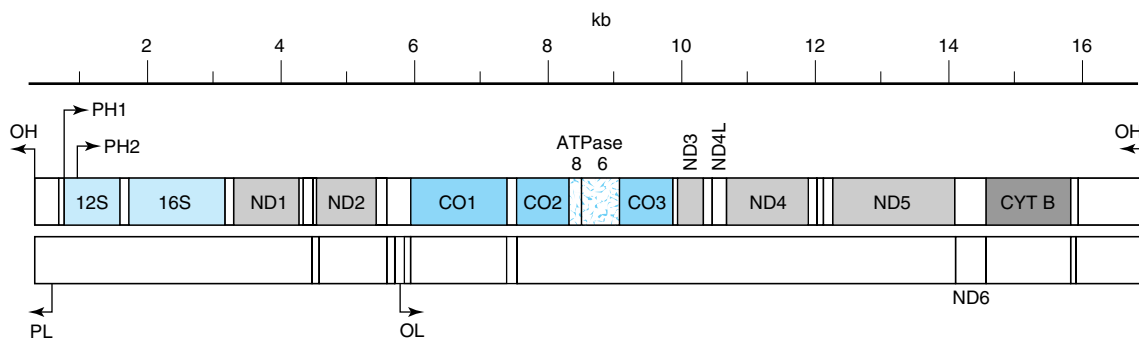 kb
2 4 6 8 10 12 14 16
PH1
OH PH2 ATPase ND3 ND4L OH
8 6
12S 16S ND1 ND2 CO1 CO2 CO3 ND4 ND5 CYT B
ND6
PL OL